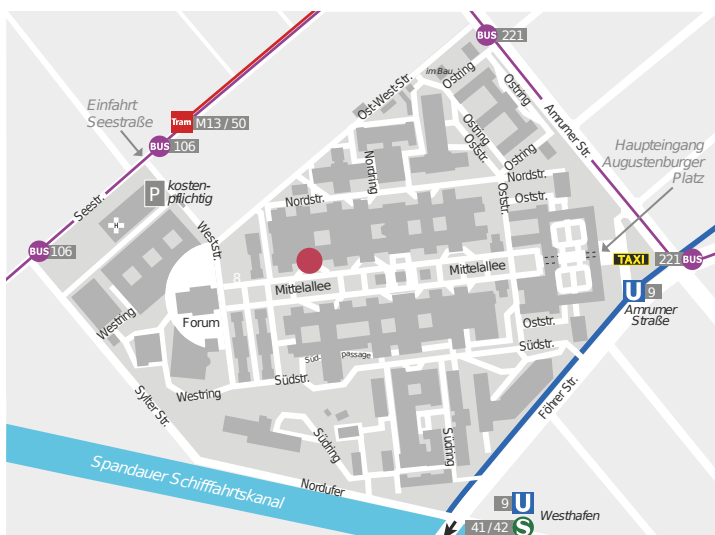 BUS 221
im Bau
Ostring
Ostring
Ost-West-Str.
Amrumer Str.
Einfahrt
Seestraße
Tram M13/50
BUS 106
Ostring
Oststr.
Ostring
Haupteingang
Augustenburger
Platz
Nordring
Nordstr.
P kosten-
pflichtig
Oststr.
Oststr.
Nordstr.
Seestr.
Weststr.
BUS 106
TAXI
221 BUS
Mittelallee
8
Mittelallee
U 9
Amrumer
Straße
Westring
Forum
Oststr.
Südstr.
Süd- passage
Südstr.
Westring
Sylter Str.
Föhrer Str.
Südring
Südring
Spandauer Schifffahrtskanal
Nordufer
9 U
Westhafen
41/42 S